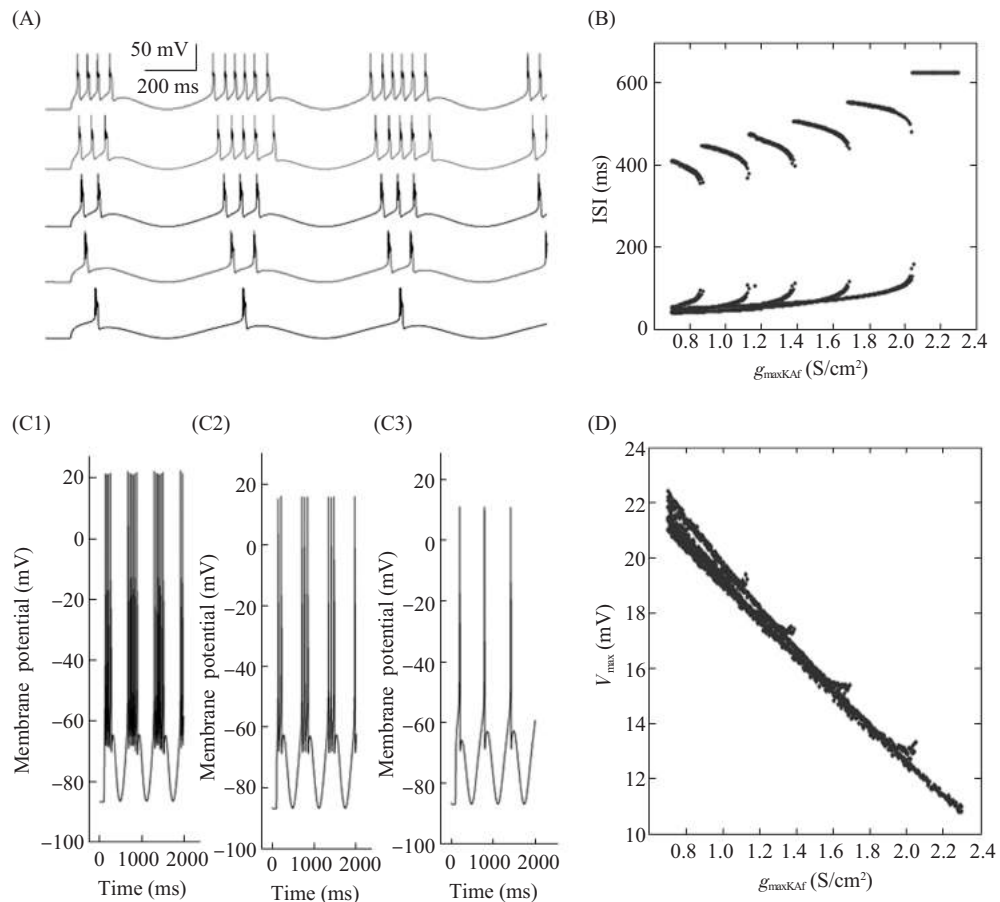 (A)
50 mV
200 ms
(B)
600
400
200
0
ISI (ms)
0.8 1.0 1.2 1.4 1.6 1.8 2.0 2.2 2.4
gmaxKAf (S/cm²)
(C1)
20
0
−20
−40
−60
−80
−100
Membrane potential (mV)
0 1000 2000
Time (ms)
(C2)
20
0
−20
−40
−60
−80
−100
Membrane potential (mV)
0 1000 2000
Time (ms)
(C3)
20
0
−20
−40
−60
−80
−100
Membrane potential (mV)
0 1000 2000
Time (ms)
(D)
24
22
20
18
16
14
12
10
Vmax (mV)
0.8 1.0 1.2 1.4 1.6 1.8 2.0 2.2 2.4
gmaxKAf (S/cm²)